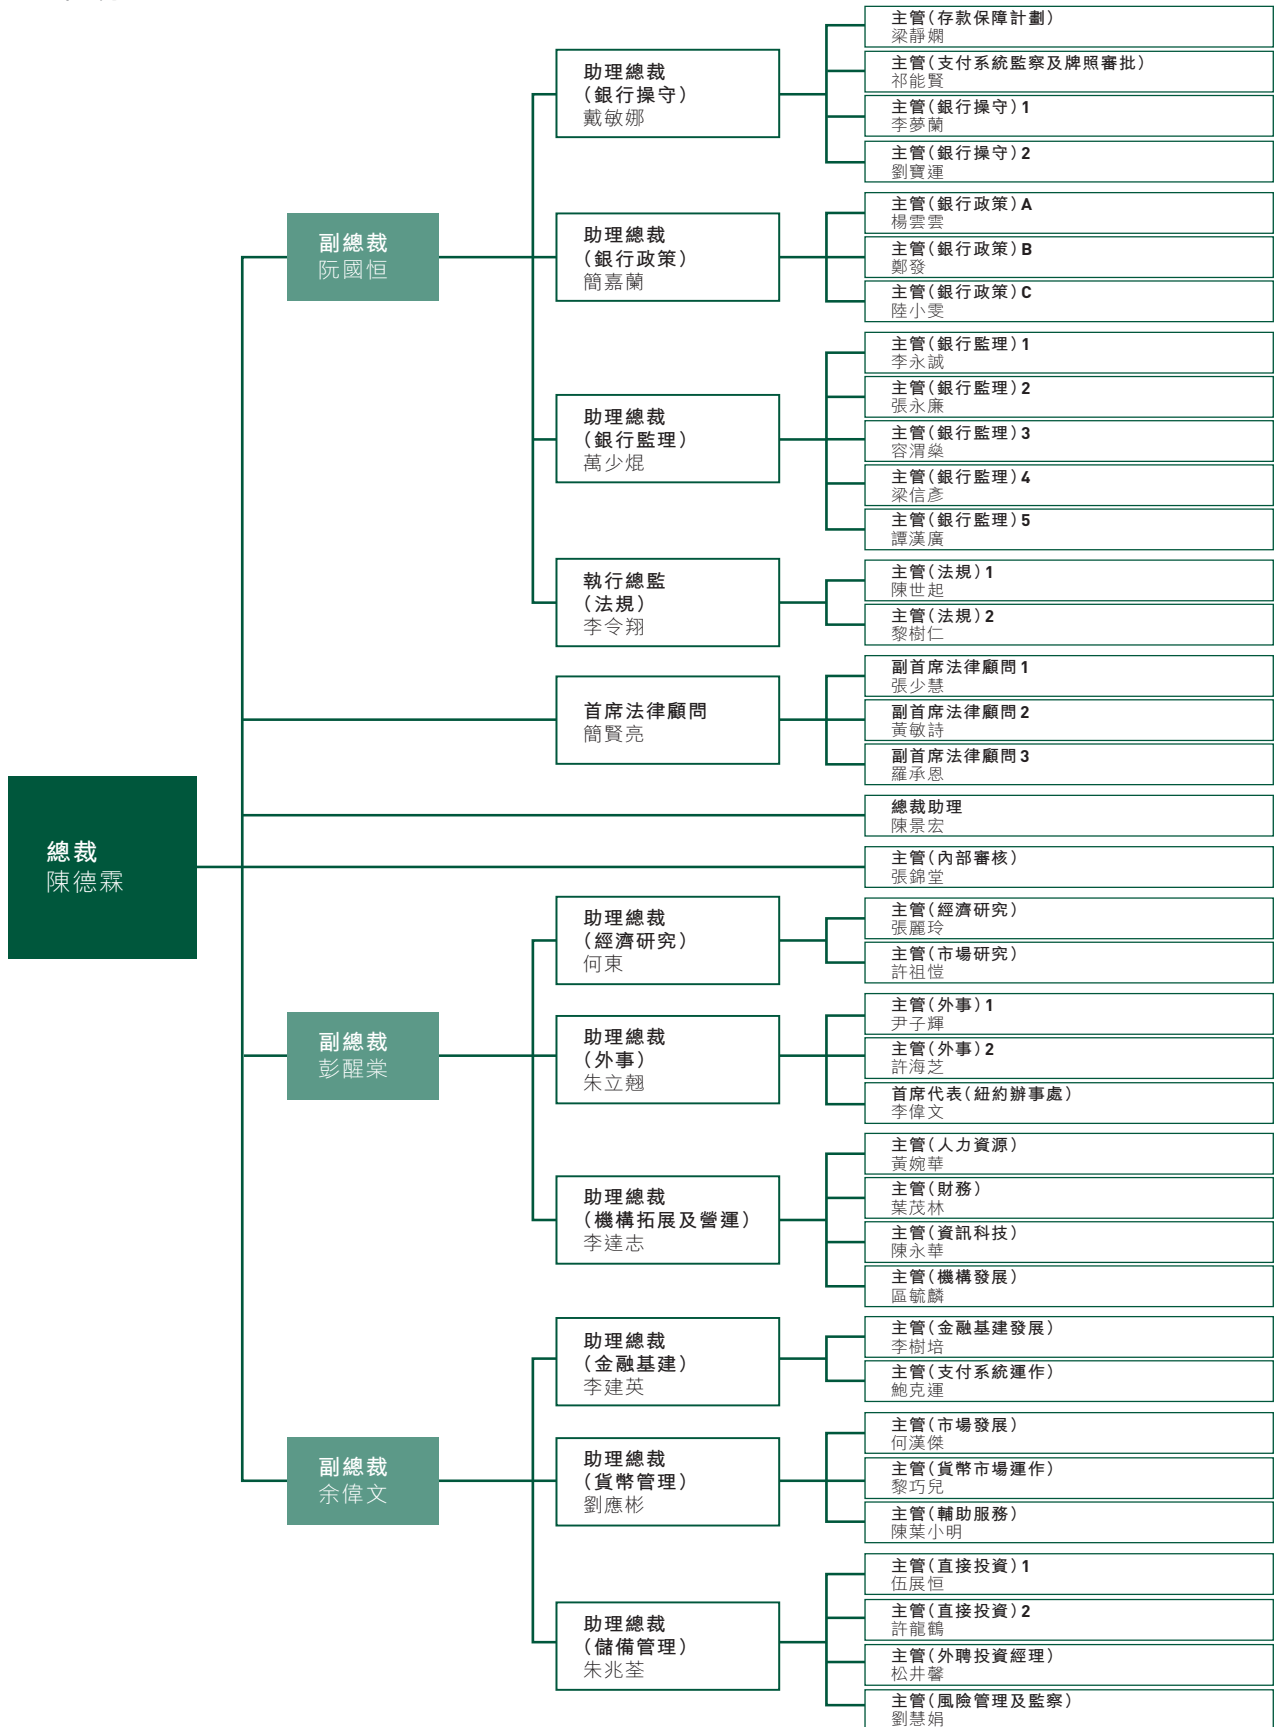 總裁
陳德霖
副總裁
阮國恒
助理總裁
（銀行操守）
戴敏娜
主管（存款保障計劃）
梁靜嫻
主管（支付系統監察及牌照審批）
祁能賢
主管（銀行操守）1
李夢蘭
主管（銀行操守）2
劉寶運
助理總裁
（銀行政策）
簡嘉蘭
主管（銀行政策）A
楊雲雲
主管（銀行政策）B
鄭發
主管（銀行政策）C
陸小雯
助理總裁
（銀行監理）
萬少焜
主管（銀行監理）1
李永誠
主管（銀行監理）2
張永廉
主管（銀行監理）3
容渭燊
主管（銀行監理）4
梁信彥
主管（銀行監理）5
譚漢廣
執行總監
（法規）
李令翔
主管（法規）1
陳世起
主管（法規）2
黎樹仁
首席法律顧問
簡賢亮
副首席法律顧問1
張少慧
副首席法律顧問2
黃敏詩
副首席法律顧問3
羅承恩
總裁助理
陳景宏
主管（內部審核）
張錦堂
副總裁
彭醒棠
助理總裁
（經濟研究）
何東
主管（經濟研究）
張麗玲
主管（市場研究）
許祖愷
助理總裁
（外事）
朱立翹
主管（外事）1
尹子輝
主管（外事）2
許海芝
首席代表（紐約辦事處）
李偉文
助理總裁
（機構拓展及營運）
李達志
主管（人力資源）
黃婉華
主管（財務）
葉茂林
主管（資訊科技）
陳永華
主管（機構發展）
區毓麟
副總裁
余偉文
助理總裁
（金融基建）
李建英
主管（金融基建發展）
李樹培
主管（支付系統運作）
鮑克運
助理總裁
（貨幣管理）
劉應彬
主管（市場發展）
何漢傑
主管（貨幣市場運作）
黎巧兒
主管（輔助服務）
陳葉小明
助理總裁
（儲備管理）
朱兆荃
主管（直接投資）1
伍展恒
主管（直接投資）2
許龍鶴
主管（外聘投資經理）
松井馨
主管（風險管理及監察）
劉慧娟